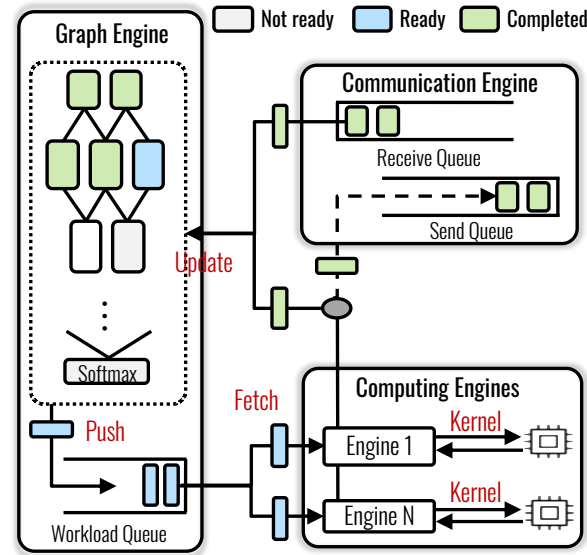 Not ready
Ready
Completed
Graph Engine
Communication Engine
Receive Queue
Send Queue
Update
Softmax
Push
Fetch
Computing Engines
Kernel
Engine 1
Kernel
Engine N
Workload Queue